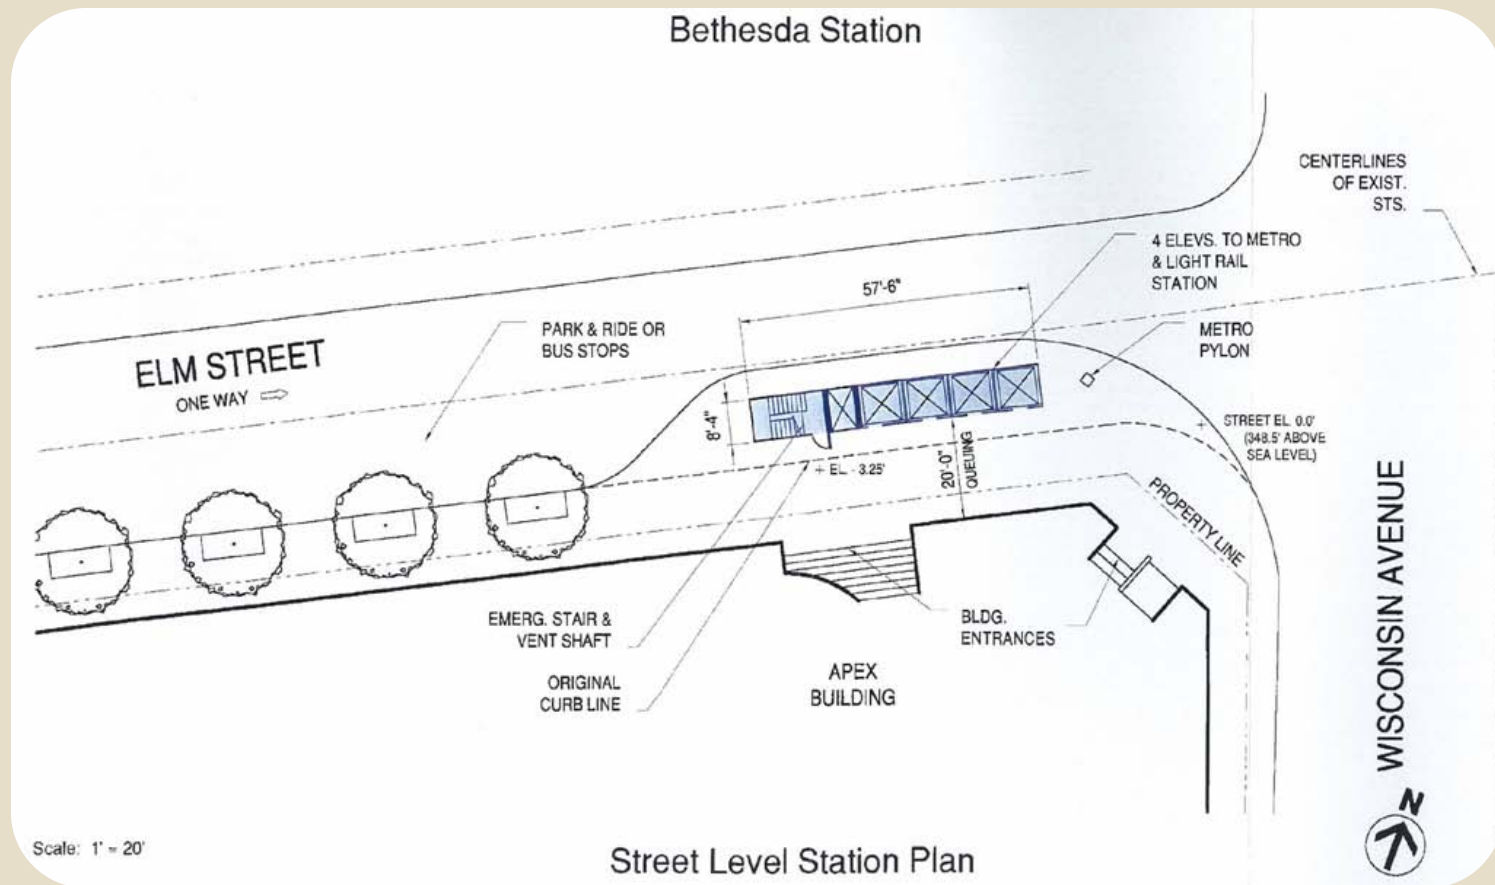 Bethesda Station
CENTERLINES
OF EXIST.
STS.
4 ELEVS. TO METRO
& LIGHT RAIL
STATION
57'-6"
PARK & RIDE OR
BUS STOPS
METRO
PYLON
ELM STREET
ONE WAY
8'-4"
STREET EL. 0.0'
(348.5' ABOVE
SEA LEVEL)
EL. - 3.25'
20'-0"
QUEUING
PROPERTY LINE
WISCONSIN AVENUE
EMERG. STAIR &
VENT SHAFT
BLDG.
ENTRANCES
ORIGINAL
CURB LINE
APEX
BUILDING
N
Scale: 1' = 20'
Street Level Station Plan